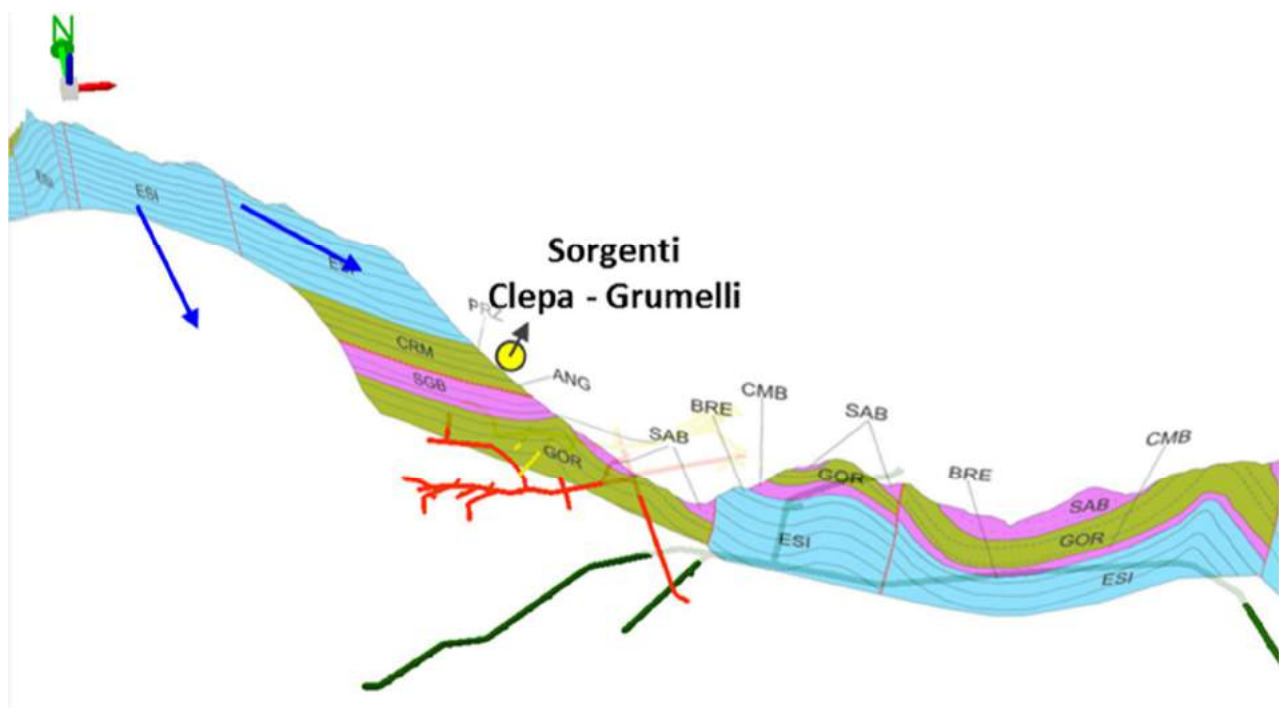 N
ESI
ESI
ESI
Sorgenti
Clepa - Grumelli
PRZ
CRM
SGB
ANG
GOR
SAB
BRE
CMB
SAB
GOR
ESI
BRE
CMB
SAB
GOR
ESI